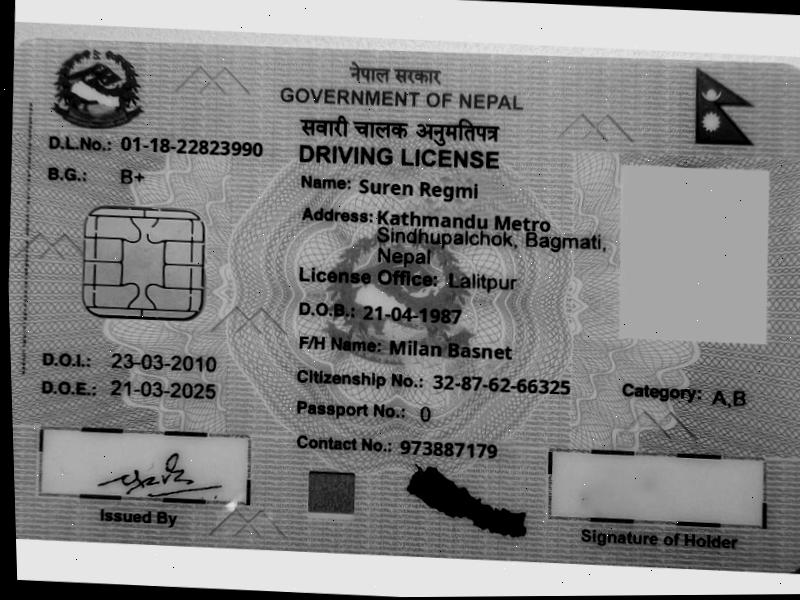 नेपाल सरकार
GOVERNMENT OF NEPAL
सवारी चालक अनुमतिपत्र
DRIVING LICENSE
D.L.No.: 01-18-22823990
B.G.: B+
Name: Suren Regmi
Address: Kathmandu Metro
Sindhupalchok, Bagmati,
Nepal
License Office: Lalitpur
D.O.B.: 21-04-1987
F/H Name: Milan Basnet
D.O.I.: 23-03-2010
D.O.E.: 21-03-2025
Citizenship No.: 32-87-62-66325
Category: A,B
Passport No.: 0
Contact No.: 973887179
Issued By
Signature of Holder